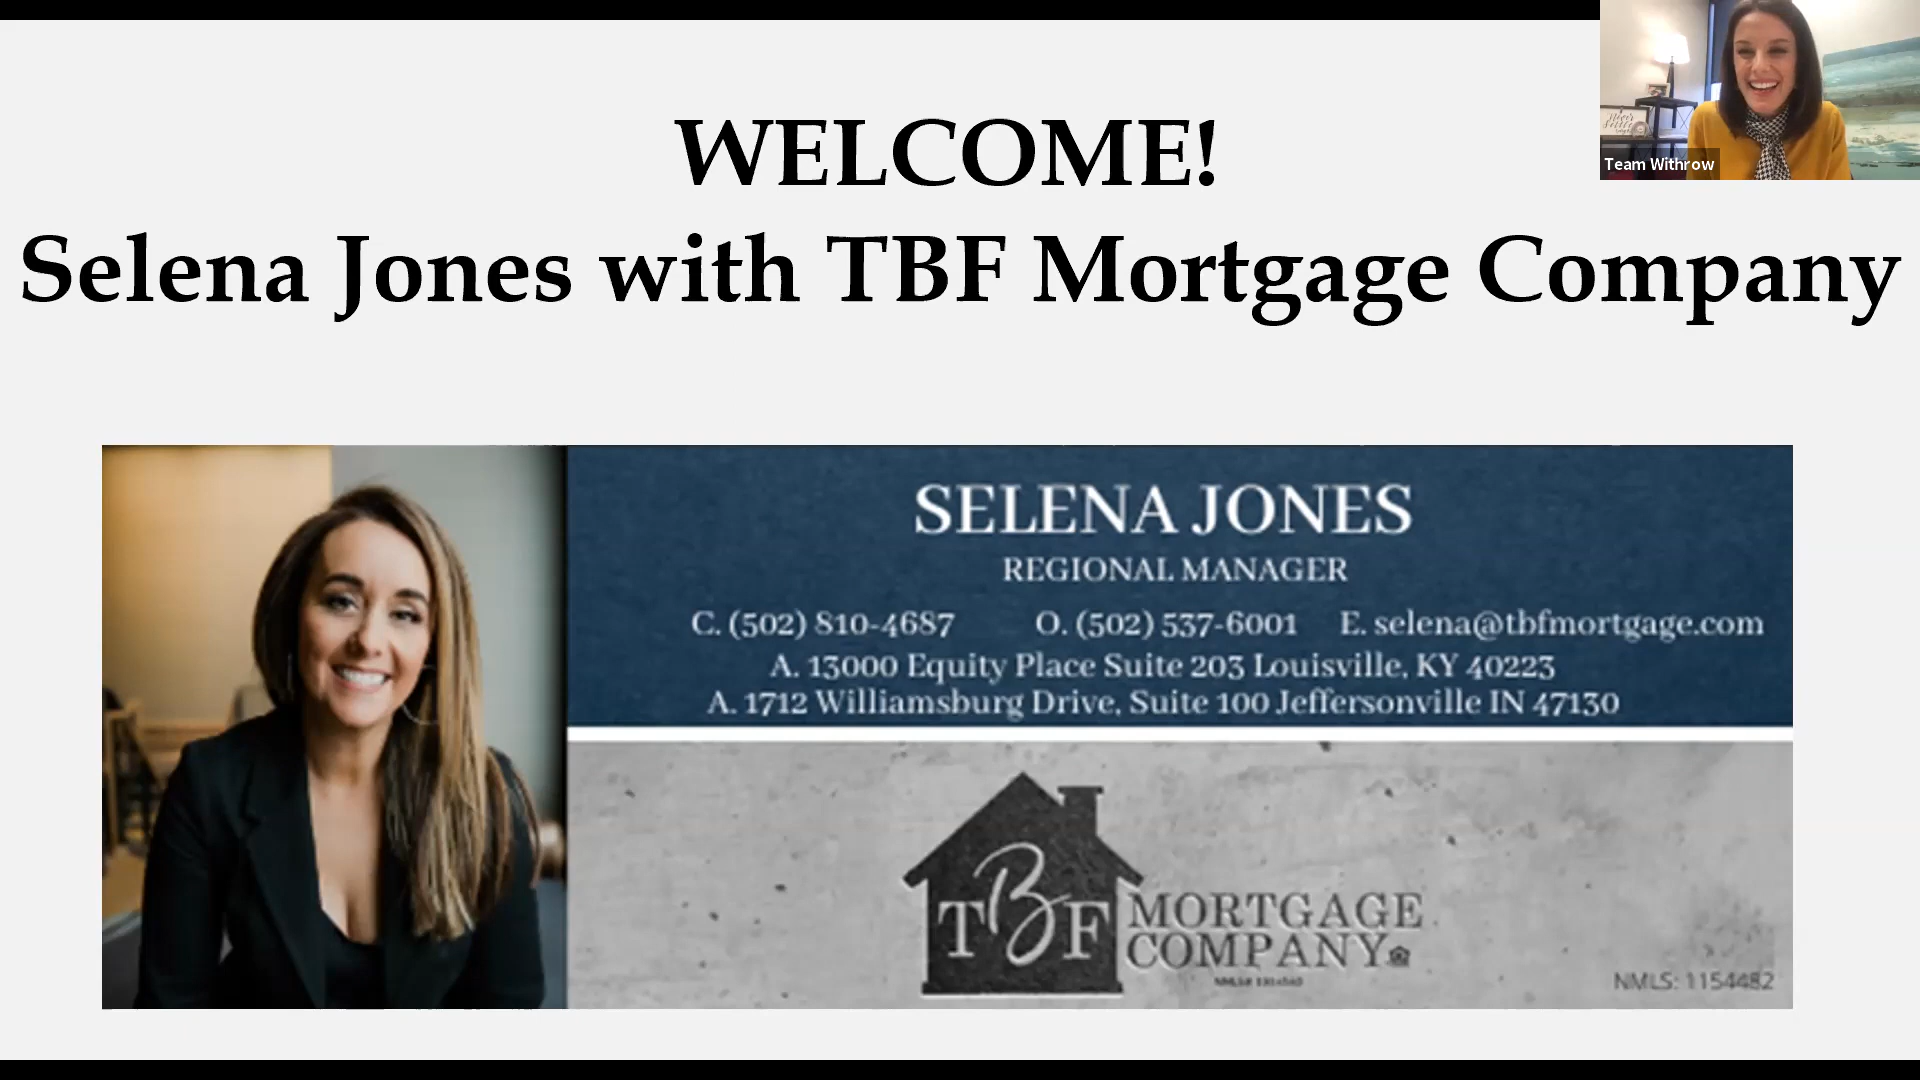 WELCOME!
Selena Jones with TBF Mortgage Company
Team Withrow
SELENA JONES
REGIONAL MANAGER
C. (502) 810-4687 O. (502) 537-6001 E. selena@tbfmortgage.com
A. 13000 Equity Place Suite 203 Louisville, KY 40223
A. 1712 Williamsburg Drive, Suite 100 Jeffersonville IN 47130
TBF
MORTGAGE
COMPANY
NMLS: 1154482